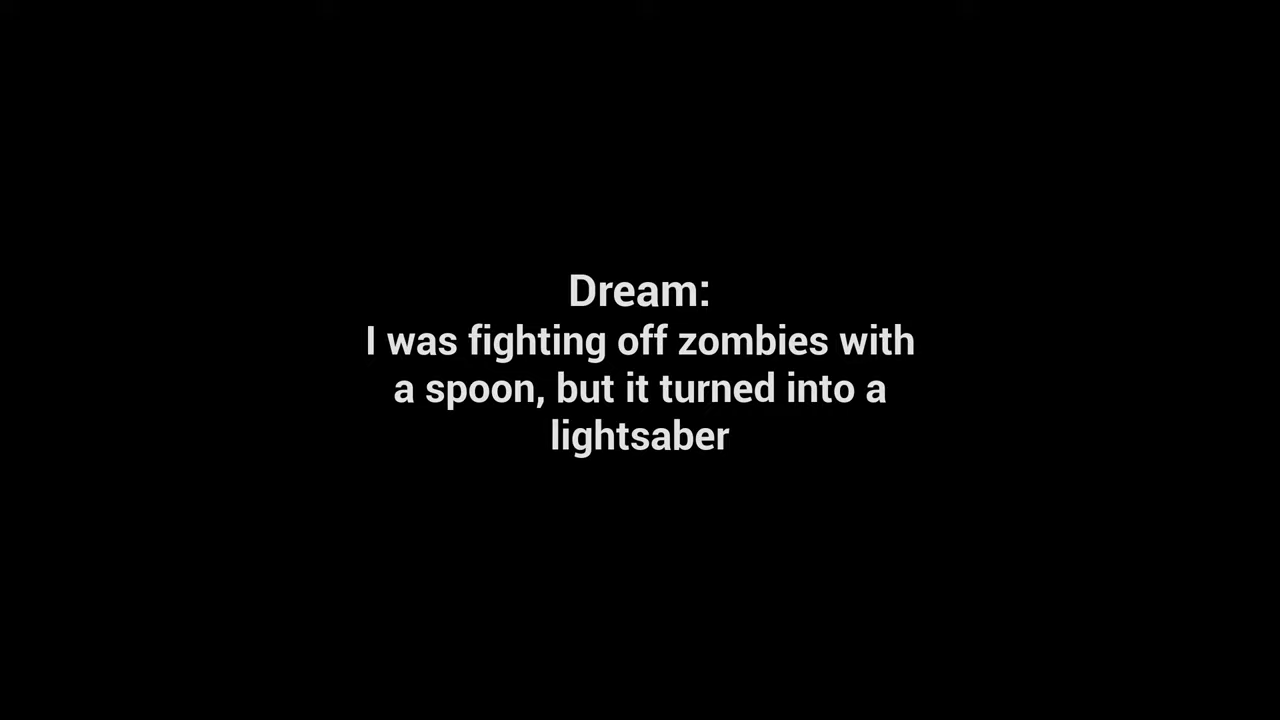 Dream:
I was fighting off zombies with
a spoon, but it turned into a
lightsaber